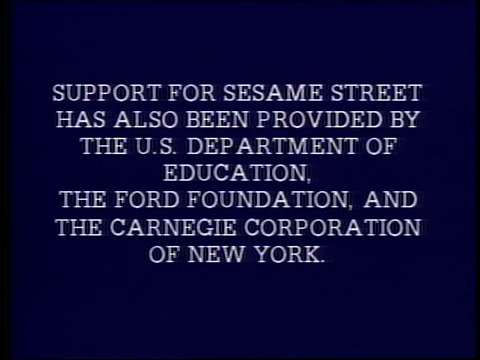 SUPPORT FOR SESAME STREET
HAS ALSO BEEN PROVIDED BY
THE U.S. DEPARTMENT OF
EDUCATION,
THE FORD FOUNDATION, AND
THE CARNEGIE CORPORATION
OF NEW YORK.